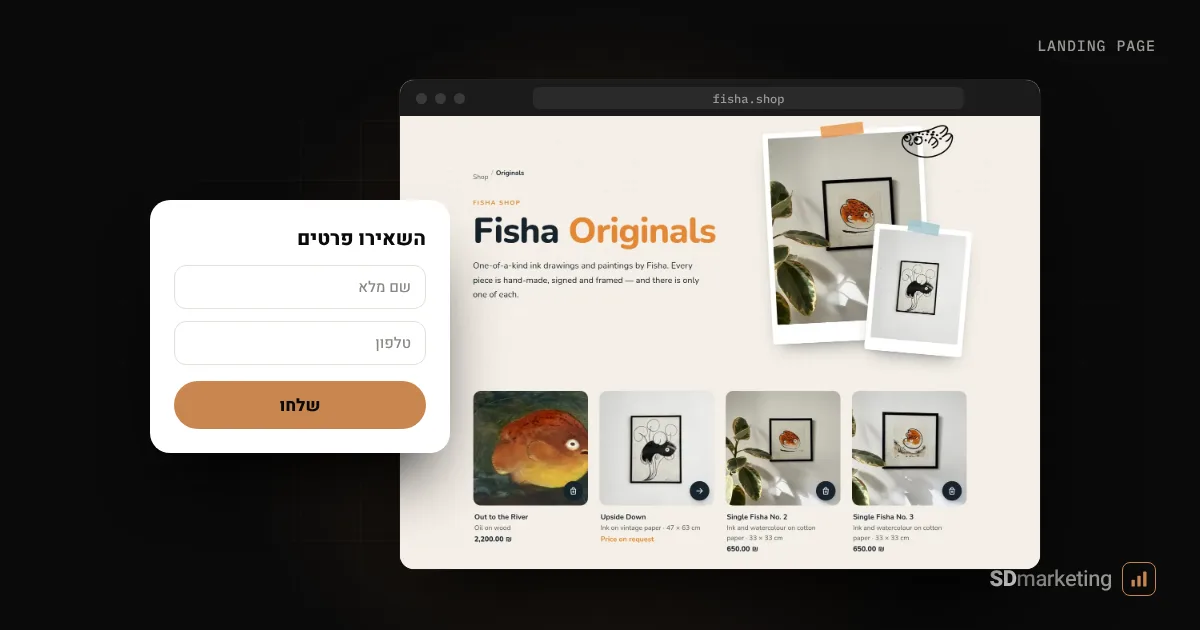 LANDING PAGE
fisha.shop
Shop / Originals
FISHA SHOP
Fisha Originals
One-of-a-kind ink drawings and paintings by Fisha. Every
piece is hand-made, signed and framed — and there is only
one of each.
השאירו פרטים
שם מלא
טלפון
שלחו
Out to the River
Oil on wood
2,200.00 ₪
Upside Down
Ink on vintage paper · 47 × 63 cm
Price on request
Single Fisha No. 2
Ink and watercolour on cotton
paper · 33 × 33 cm
650.00 ₪
Single Fisha No. 3
Ink and watercolour on cotton
paper · 33 × 33 cm
650.00 ₪
SDmarketing